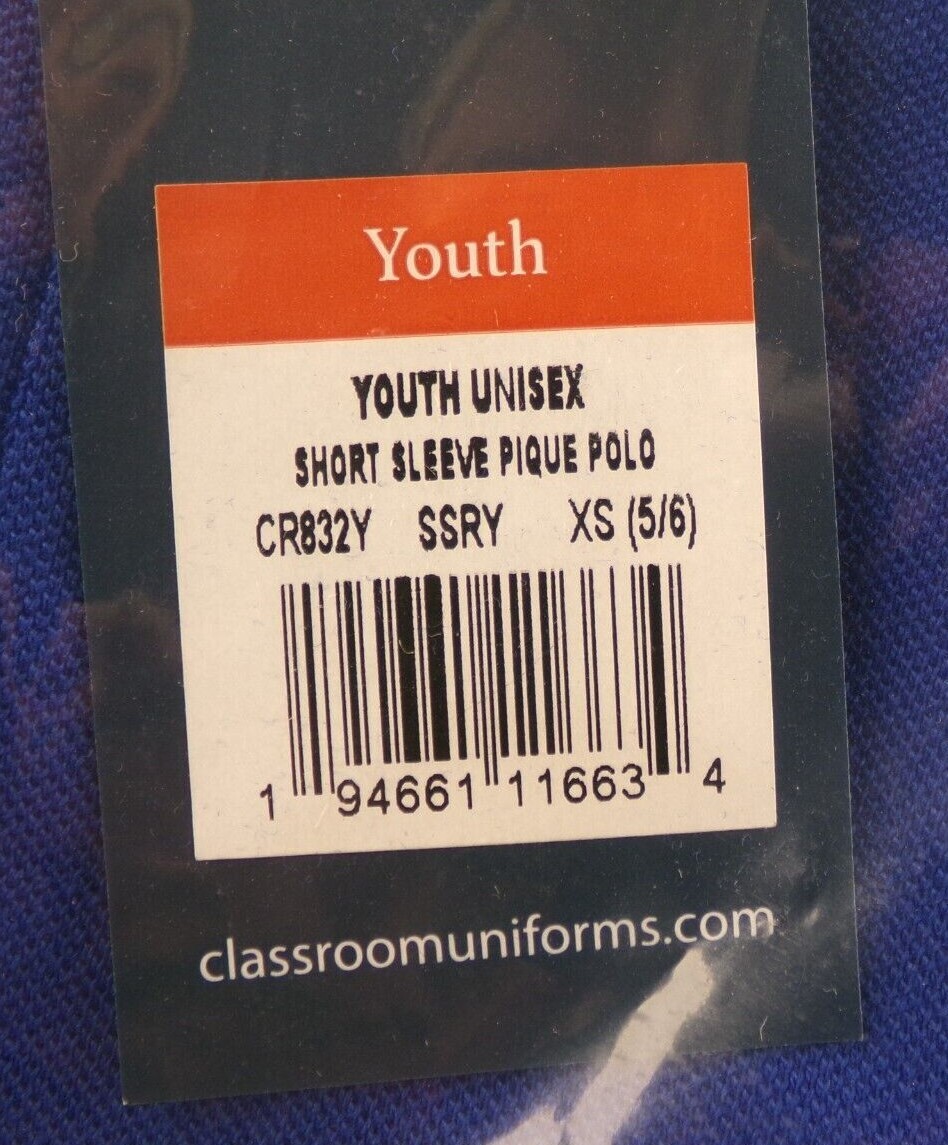 Youth
YOUTH UNISEX
SHORT SLEEVE PIQUE POLO
CR832Y SSRY XS (5/6)
1 94661 11663 4
classroomuniforms.com